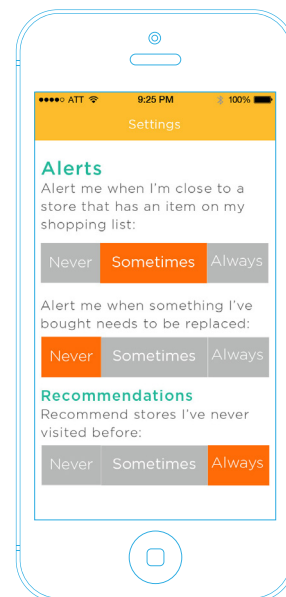 ATT 9:25 PM 100%
Settings
Alerts
Alert me when I'm close to a
store that has an item on my
shopping list:
Never Sometimes Always
Alert me when something I've
bought needs to be replaced:
Never Sometimes Always
Recommendations
Recommend stores I've never
visited before:
Never Sometimes Always